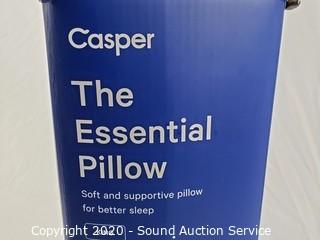 Casper
The
Essential
Pillow
Soft and supportive pillow
for better sleep
Copyright 2020 - Sound Auction Service